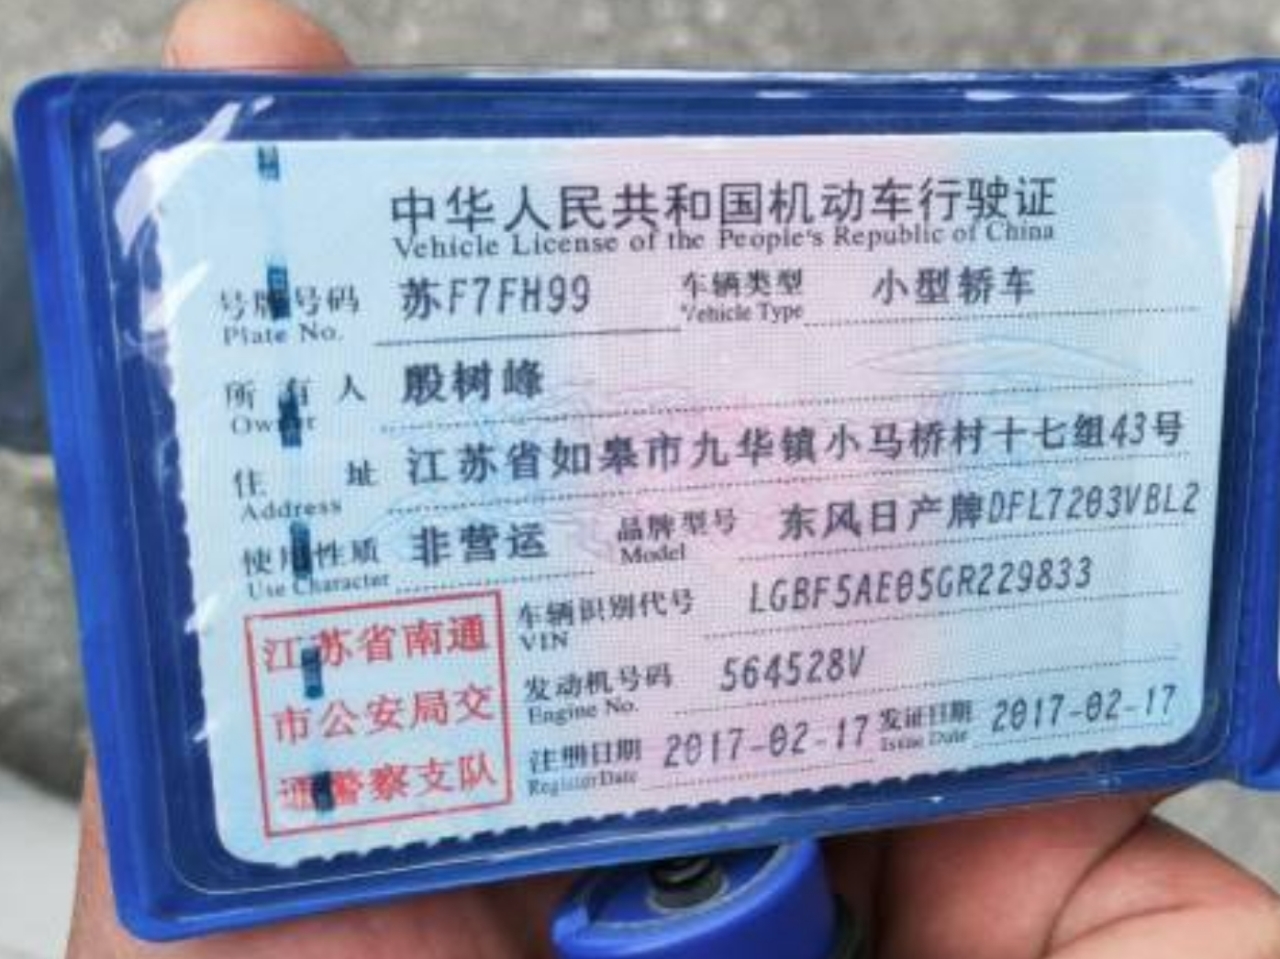 中华人民共和国机动车行驶证
Vehicle License of the People's Republic of China
号牌号码 苏F7FH99 车辆类型 小型轿车
Plate No. Vehicle Type
所有人 殷树峰
Owner
住址 江苏省如皋市九华镇小马桥村十七组43号
Address
使用性质 非营运 品牌型号 东风日产牌DFL7203VBL2
Use Character Model
车辆识别代号 LGBF5AE05GR229833
VIN
发动机号码 564528V
Engine No.
注册日期 2017-02-17 发证日期 2017-02-17
Register Date Issue Date
江苏省南通
市公安局交
通警察支队